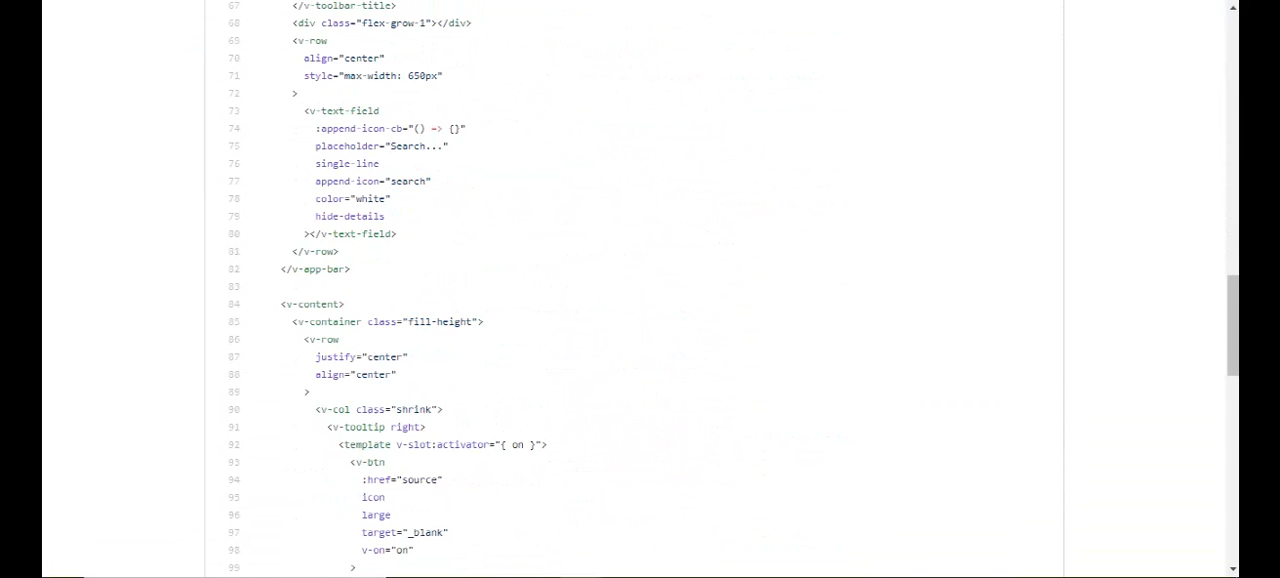 67 </v-toolbar-title>
68 <div class="flex-grow-1"></div>
69 <v-row
70 align="center"
71 style="max-width: 650px"
72 >
73 <v-text-field
74 :append-icon-cb="() => {}"
75 placeholder="Search..."
76 single-line
77 append-icon="search"
78 color="white"
79 hide-details
80 ></v-text-field>
81 </v-row>
82 </v-app-bar>
83
84 <v-content>
85 <v-container class="fill-height">
86 <v-row
87 justify="center"
88 align="center"
89 >
90 <v-col class="shrink">
91 <v-tooltip right>
92 <template v-slot:activator="{ on }">
93 <v-btn
94 :href="source"
95 icon
96 large
97 target="_blank"
98 v-on="on"
99 >